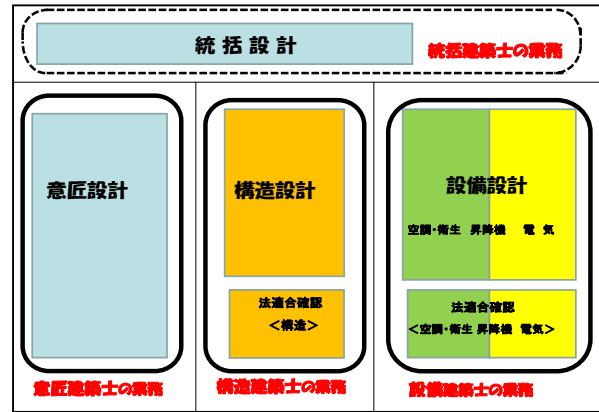 統括設計
統括建築士の業務
意匠設計
構造設計
設備設計
空調・衛生 昇降機 電 気
法適合確認
<構造>
法適合確認
<空調・衛生 昇降機 電気>
意匠建築士の業務
構造建築士の業務
設備建築士の業務